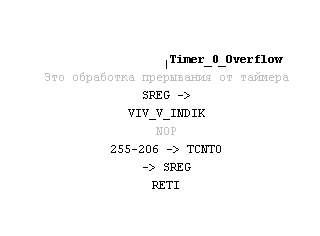 Timer_0_Overflow
Это обработка прерывания от таймера
SREG ->
VIV_V_INDIK
NOP
255-206 -> TCNT0
-> SREG
RETI